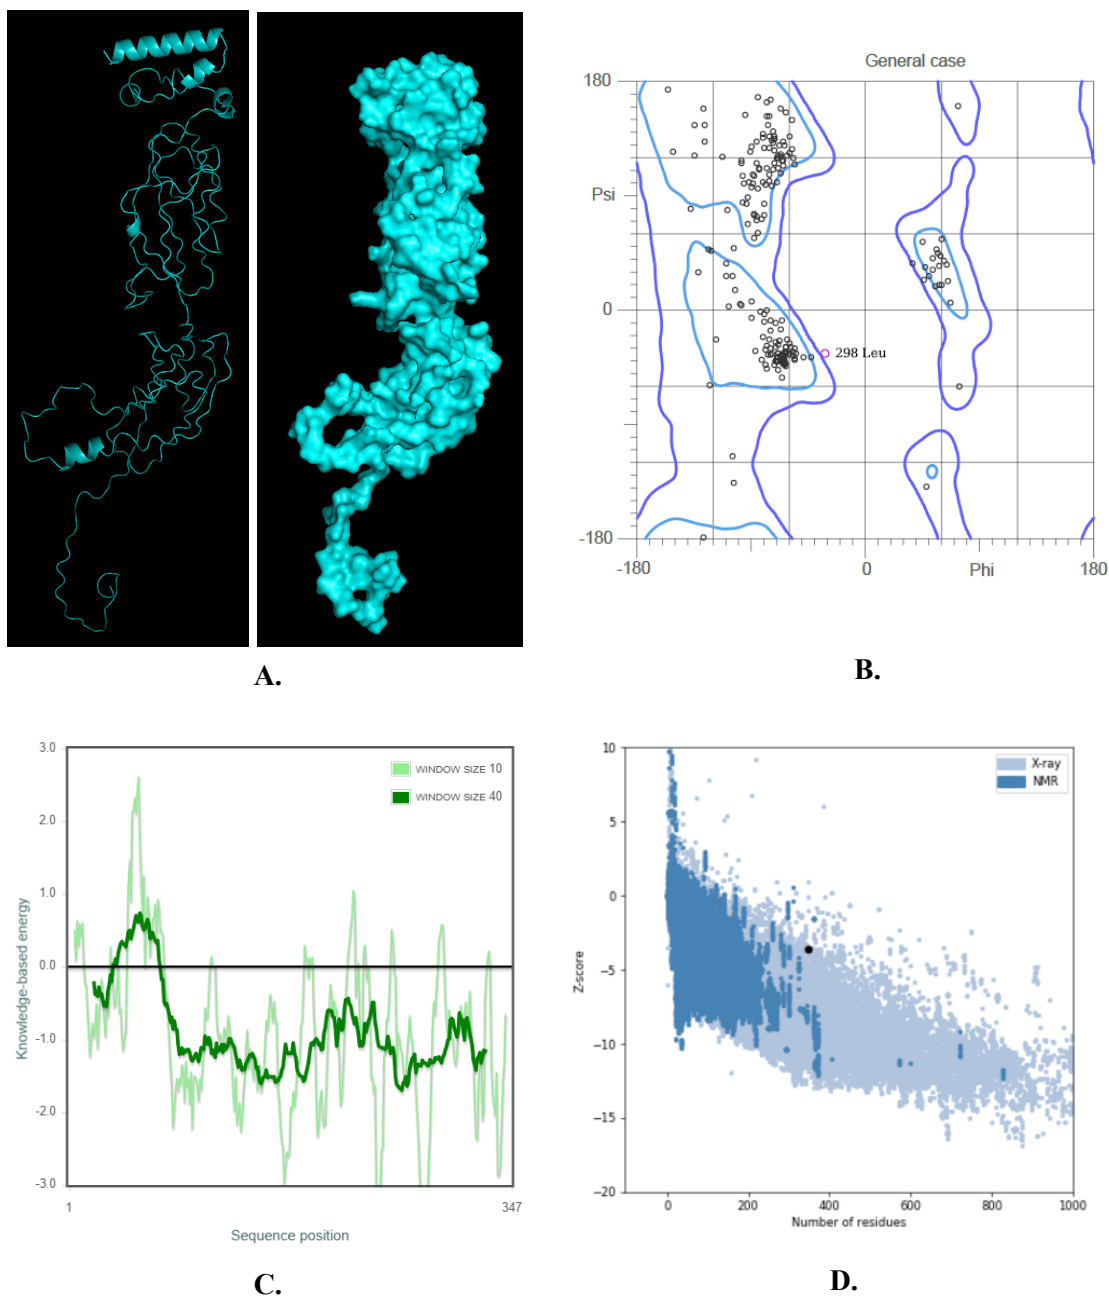 A.
General case
180
Psi
0
-180
298 Leu
-180
0
Phi
180
B.
3.0
2.0
1.0
0.0
-1.0
-2.0
-3.0
Knowledge-based energy
WINDOW SIZE 10
WINDOW SIZE 40
1
347
Sequence position
C.
10
5
0
−5
−10
−15
−20
Z-score
X-ray
NMR
0
200
400
600
800
1000
Number of residues
D.